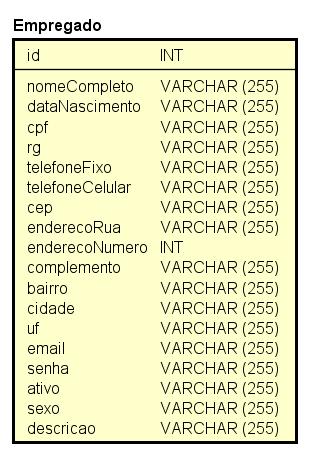 Empregado
id INT
nomeCompleto VARCHAR (255)
dataNascimento VARCHAR (255)
cpf VARCHAR (255)
rg VARCHAR (255)
telefoneFixo VARCHAR (255)
telefoneCelular VARCHAR (255)
cep VARCHAR (255)
enderecoRua VARCHAR (255)
enderecoNumero INT
complemento VARCHAR (255)
bairro VARCHAR (255)
cidade VARCHAR (255)
uf VARCHAR (255)
email VARCHAR (255)
senha VARCHAR (255)
ativo VARCHAR (255)
sexo VARCHAR (255)
descricao VARCHAR (255)